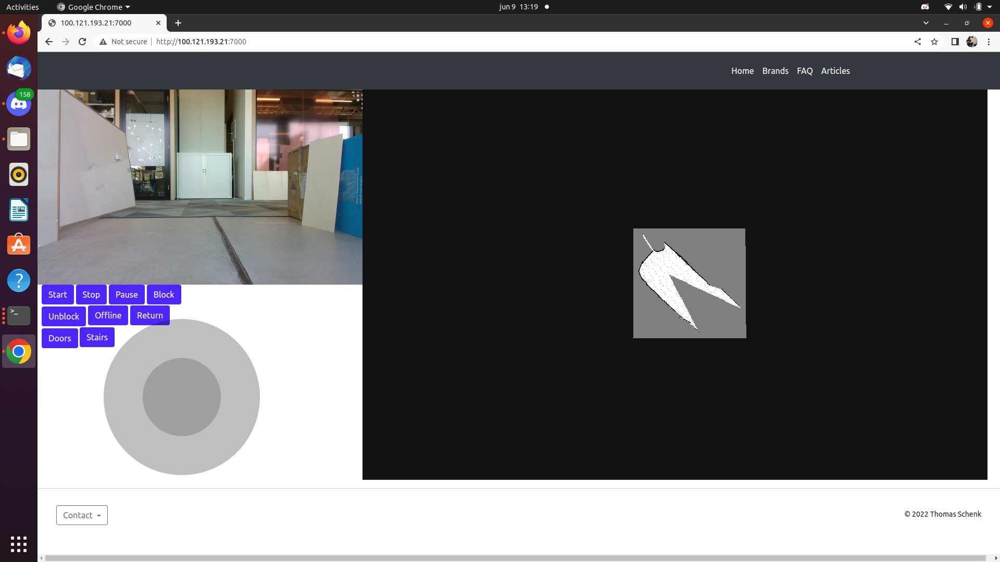 Activities Google Chrome jun 9 13:19
100.121.193.21:7000
Not secure http://100.121.193.21:7000
158
Home Brands FAQ Articles
Start Stop Pause Block
Unblock Offline Return
Doors Stairs
Contact
© 2022 Thomas Schenk